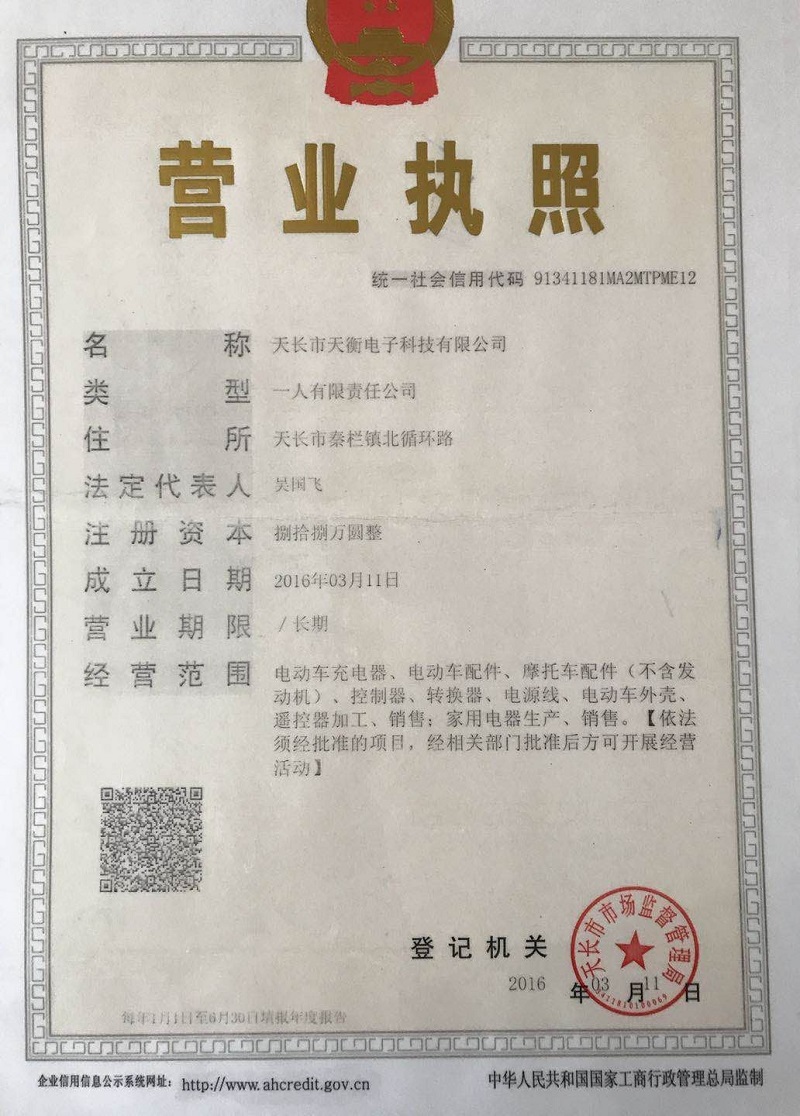 营业执照
统一社会信用代码 91341181MA2MTPME12
名称 天长市天衡电子科技有限公司
类型 一人有限责任公司
住所 天长市秦栏镇北循环路
法定代表人 吴国飞
注册资本 捌拾捌万圆整
成立日期 2016年03月11日
营业期限 / 长期
经营范围 电动车充电器、电动车配件、摩托车配件（不含发
动机）、控制器、转换器、电源线、电动车外壳、
遥控器加工、销售；家用电器生产、销售。【依法
须经批准的项目，经相关部门批准后方可开展经营
活动】
登记机关
天长市市场监督管理局
2016年03月11日
每年1月1日至6月30日填报年度报告
企业信用信息公示系统网址： http://www.ahcredit.gov.cn
中华人民共和国国家工商行政管理总局监制